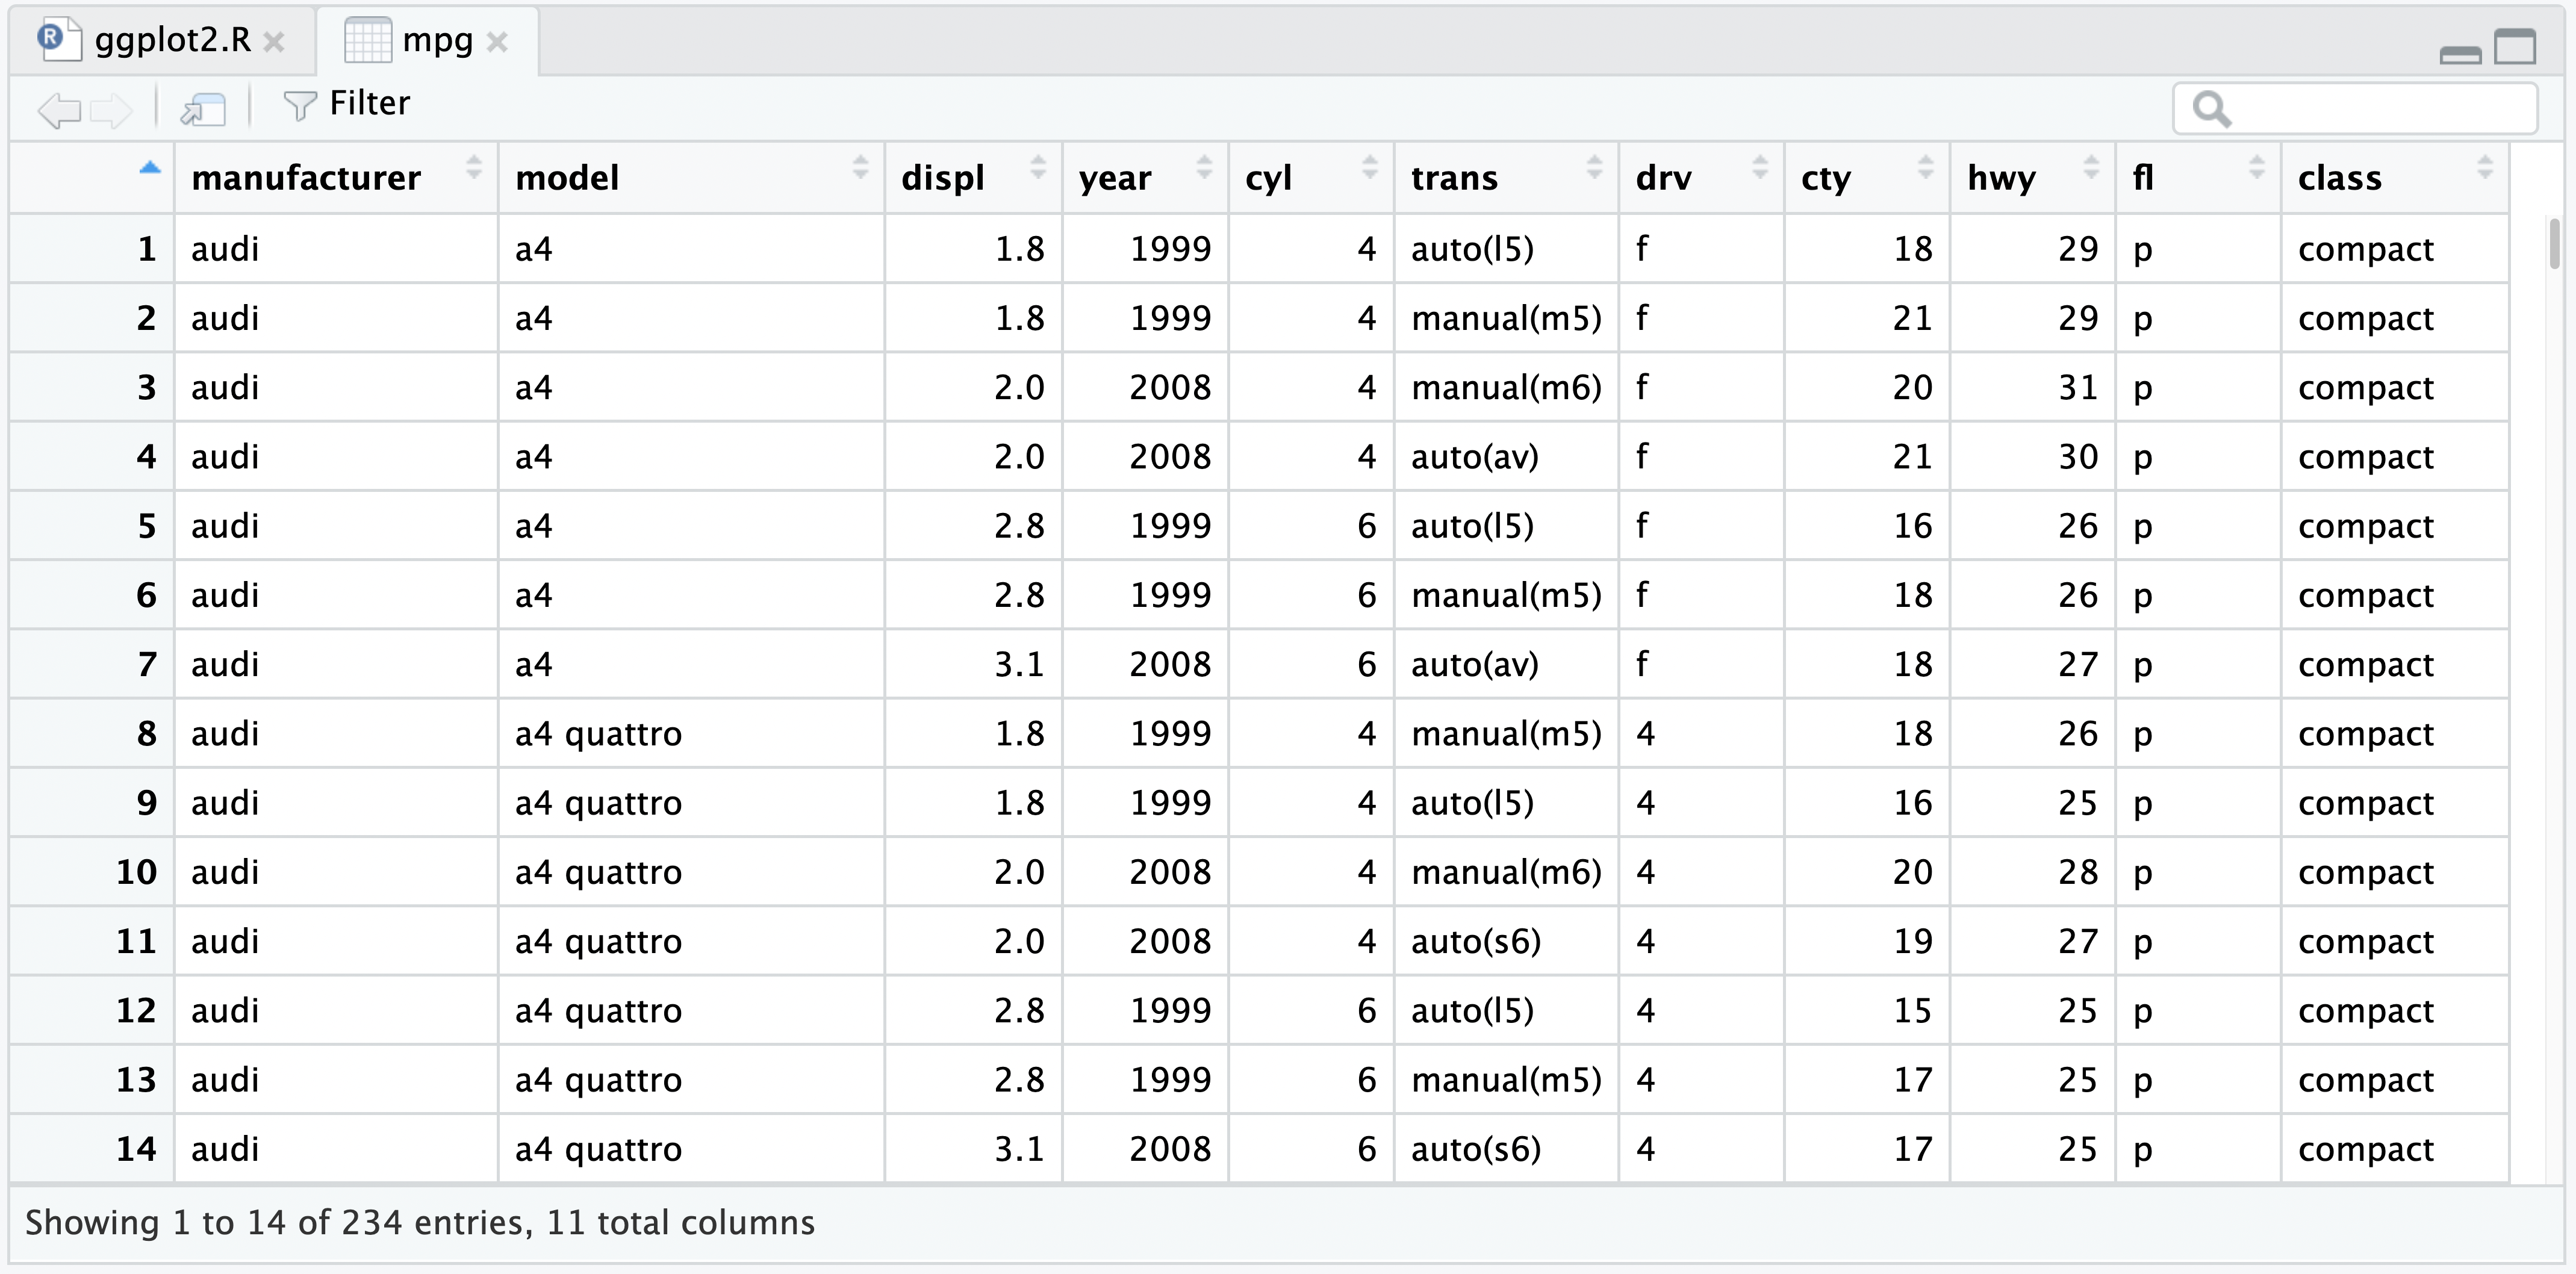 ggplot2.R mpg
Filter
manufacturer model displ year cyl trans drv cty hwy fl class
1 audi a4 1.8 1999 4 auto(l5) f 18 29 p compact
2 audi a4 1.8 1999 4 manual(m5) f 21 29 p compact
3 audi a4 2.0 2008 4 manual(m6) f 20 31 p compact
4 audi a4 2.0 2008 4 auto(av) f 21 30 p compact
5 audi a4 2.8 1999 6 auto(l5) f 16 26 p compact
6 audi a4 2.8 1999 6 manual(m5) f 18 26 p compact
7 audi a4 3.1 2008 6 auto(av) f 18 27 p compact
8 audi a4 quattro 1.8 1999 4 manual(m5) 4 18 26 p compact
9 audi a4 quattro 1.8 1999 4 auto(l5) 4 16 25 p compact
10 audi a4 quattro 2.0 2008 4 manual(m6) 4 20 28 p compact
11 audi a4 quattro 2.0 2008 4 auto(s6) 4 19 27 p compact
12 audi a4 quattro 2.8 1999 6 auto(l5) 4 15 25 p compact
13 audi a4 quattro 2.8 1999 6 manual(m5) 4 17 25 p compact
14 audi a4 quattro 3.1 2008 6 auto(s6) 4 17 25 p compact
Showing 1 to 14 of 234 entries, 11 total columns